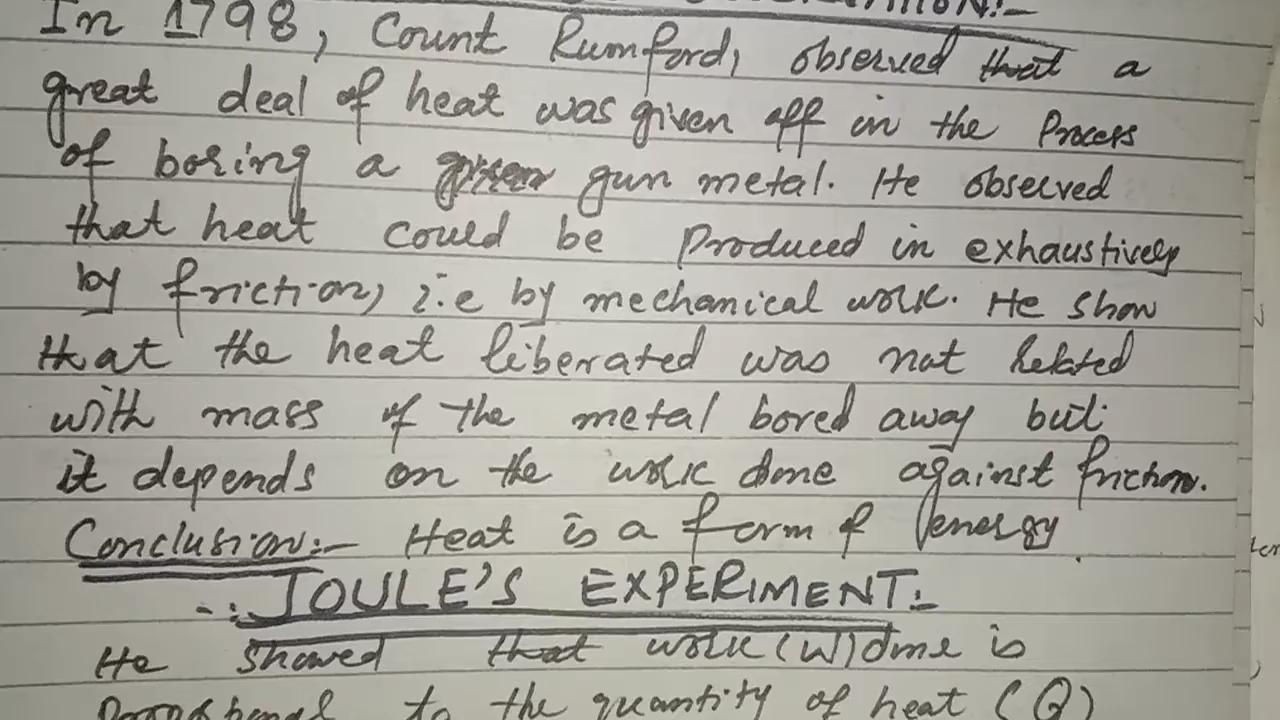 In 1798, Count Rumford, observed that a
great deal of heat was given off in the Process
of boring a gun metal. He observed
that heat could be Produced in exhaustively
by friction, i.e by mechanical work. He show
that the heat liberated was not related
with mass of the metal bored away but
it depends on the work done against friction.
Conclusion:- Heat is a form of energy
JOULE'S EXPERIMENT:-
He showed that work (W) done is
to the quantity of heat (Q)